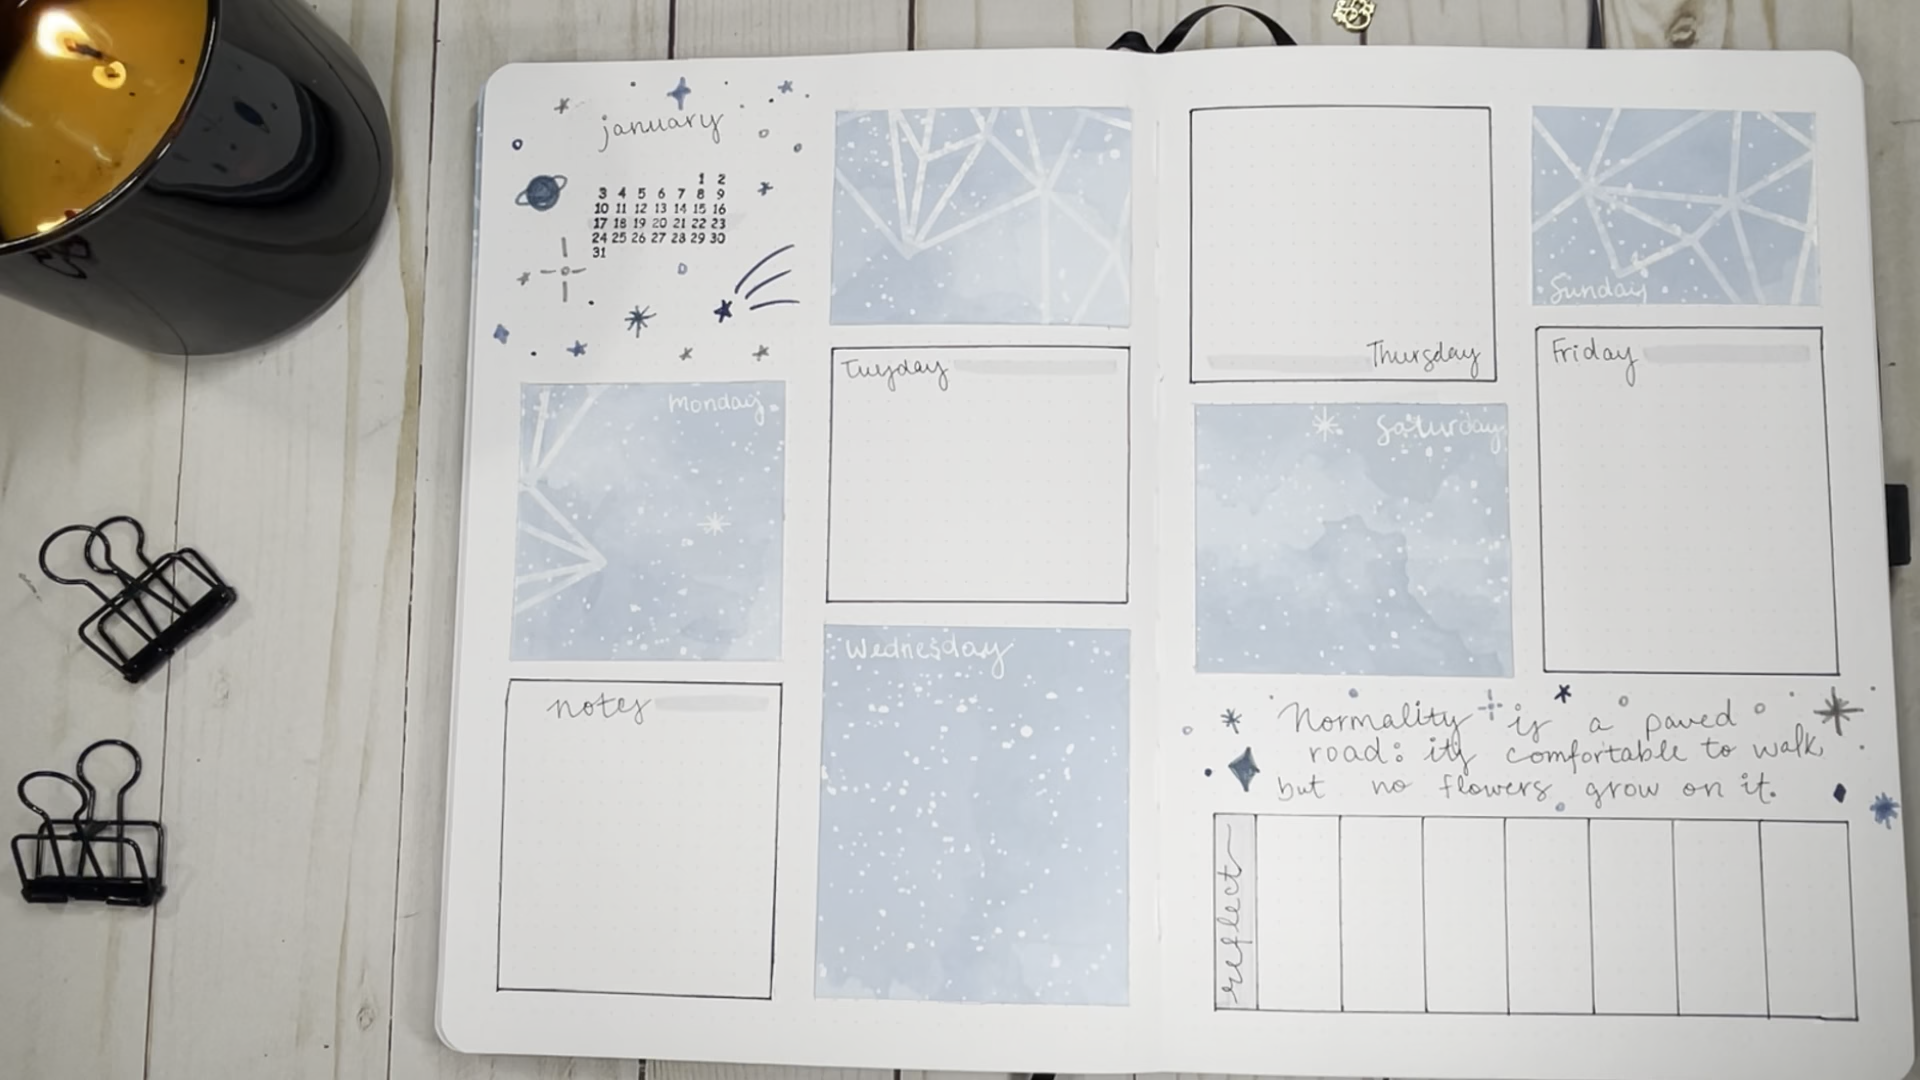 january
1 2
3 4 5 6 7 8 9
10 11 12 13 14 15 16
17 18 19 20 21 22 23
24 25 26 27 28 29 30
31
monday
notes
Tuesday
Wednesday
Thursday
Saturday
Sunday
Friday
Normality is a paved
road: its comfortable to walk,
but no flowers grow on it.
reflect